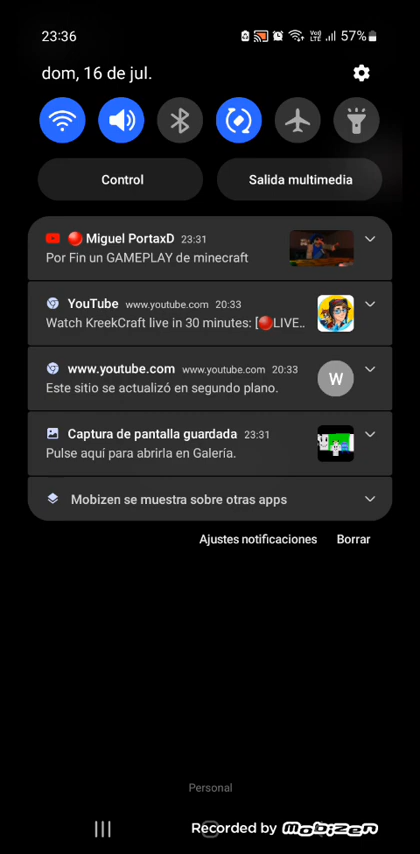 23:36
Vo)) LTE 57%
dom, 16 de jul.
Control
Salida multimedia
Miguel PortaxD 23:31
Por Fin un GAMEPLAY de minecraft
YouTube www.youtube.com 20:33
Watch KreekCraft live in 30 minutes: [🔴LIVE..
www.youtube.com www.youtube.com 20:33
Este sitio se actualizó en segundo plano.
W
Captura de pantalla guardada 23:31
Pulse aquí para abrirla en Galería.
Mobizen se muestra sobre otras apps
Ajustes notificaciones Borrar
Personal
Recorded by mobizen